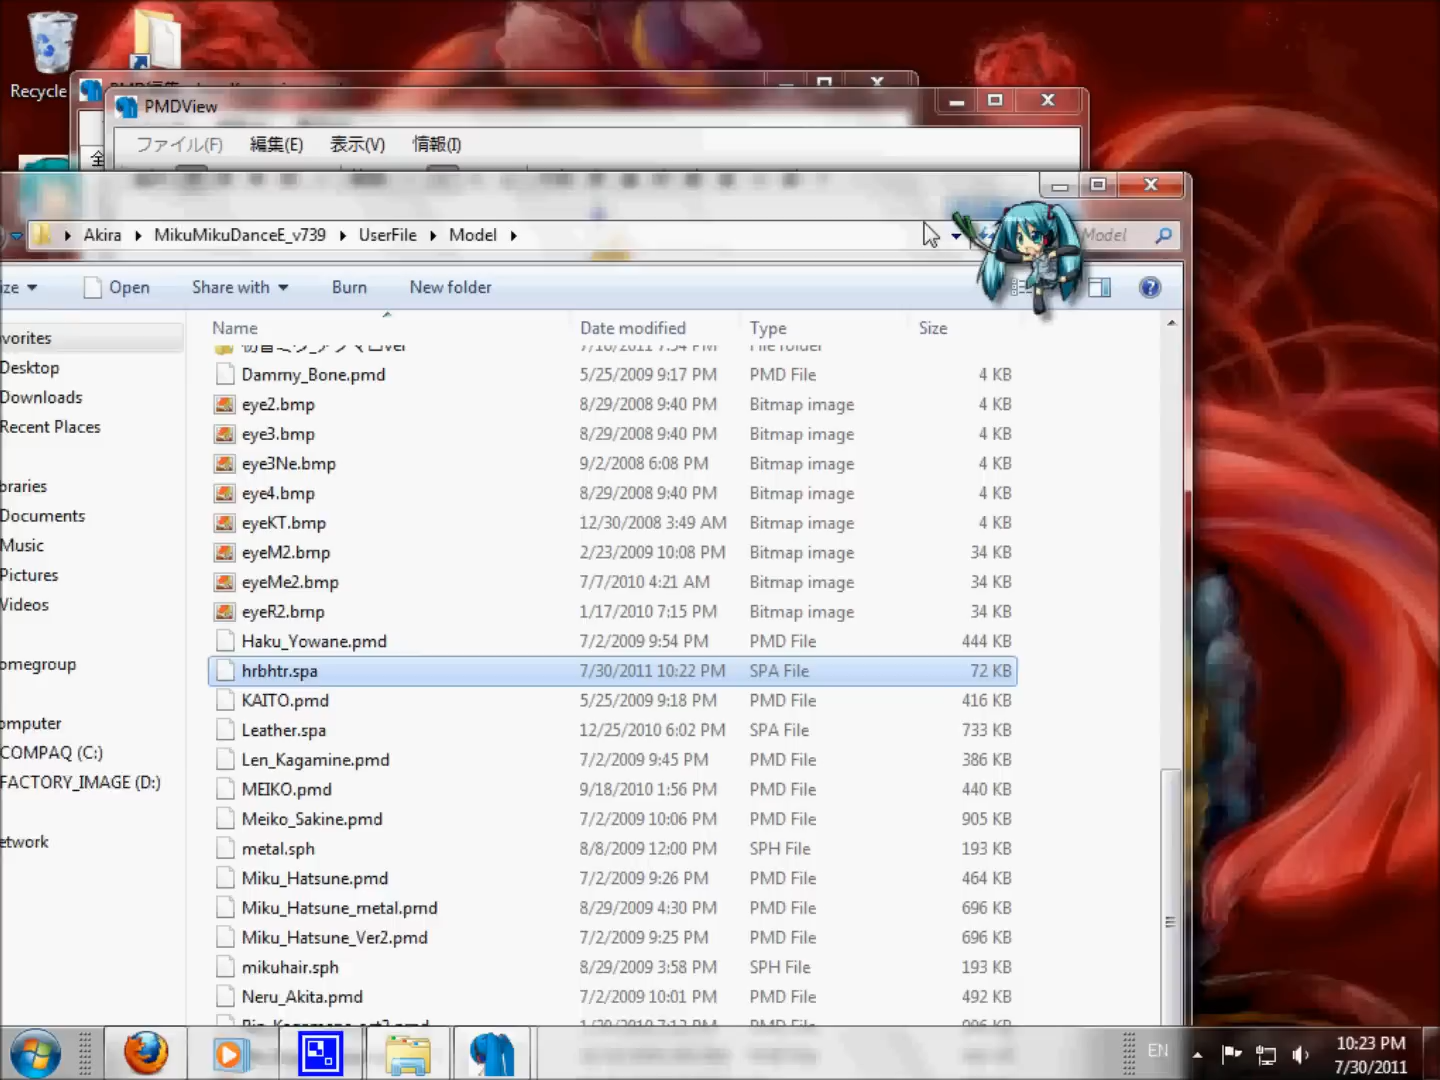 Recycle
PMDView
ファイル(F) 編集(E) 表示(V) 情報(I)
全
Akira MikuMikuDanceE_v739 UserFile Model Model
ize Open Share with Burn New folder
Name Date modified Type Size
vorites
Desktop
Downloads
Recent Places
braries
Documents
Music
Pictures
Videos
omegroup
omputer
COMPAQ (C:)
FACTORY_IMAGE (D:)
etwork
Dammy_Bone.pmd 5/25/2009 9:17 PM PMD File 4 KB
eye2.bmp 8/29/2008 9:40 PM Bitmap image 4 KB
eye3.bmp 8/29/2008 9:40 PM Bitmap image 4 KB
eye3Ne.bmp 9/2/2008 6:08 PM Bitmap image 4 KB
eye4.bmp 8/29/2008 9:40 PM Bitmap image 4 KB
eyeKT.bmp 12/30/2008 3:49 AM Bitmap image 4 KB
eyeM2.bmp 2/23/2009 10:08 PM Bitmap image 34 KB
eyeMe2.bmp 7/7/2010 4:21 AM Bitmap image 34 KB
eyeR2.bmp 1/17/2010 7:15 PM Bitmap image 34 KB
Haku_Yowane.pmd 7/2/2009 9:54 PM PMD File 444 KB
hrbhtr.spa 7/30/2011 10:22 PM SPA File 72 KB
KAITO.pmd 5/25/2009 9:18 PM PMD File 416 KB
Leather.spa 12/25/2010 6:02 PM SPA File 733 KB
Len_Kagamine.pmd 7/2/2009 9:45 PM PMD File 386 KB
MEIKO.pmd 9/18/2010 1:56 PM PMD File 440 KB
Meiko_Sakine.pmd 7/2/2009 10:06 PM PMD File 905 KB
metal.sph 8/8/2009 12:00 PM SPH File 193 KB
Miku_Hatsune.pmd 7/2/2009 9:26 PM PMD File 464 KB
Miku_Hatsune_metal.pmd 8/29/2009 4:30 PM PMD File 696 KB
Miku_Hatsune_Ver2.pmd 7/2/2009 9:25 PM PMD File 696 KB
mikuhair.sph 8/29/2009 3:58 PM SPH File 193 KB
Neru_Akita.pmd 7/2/2009 10:01 PM PMD File 492 KB
EN
10:23 PM
7/30/2011